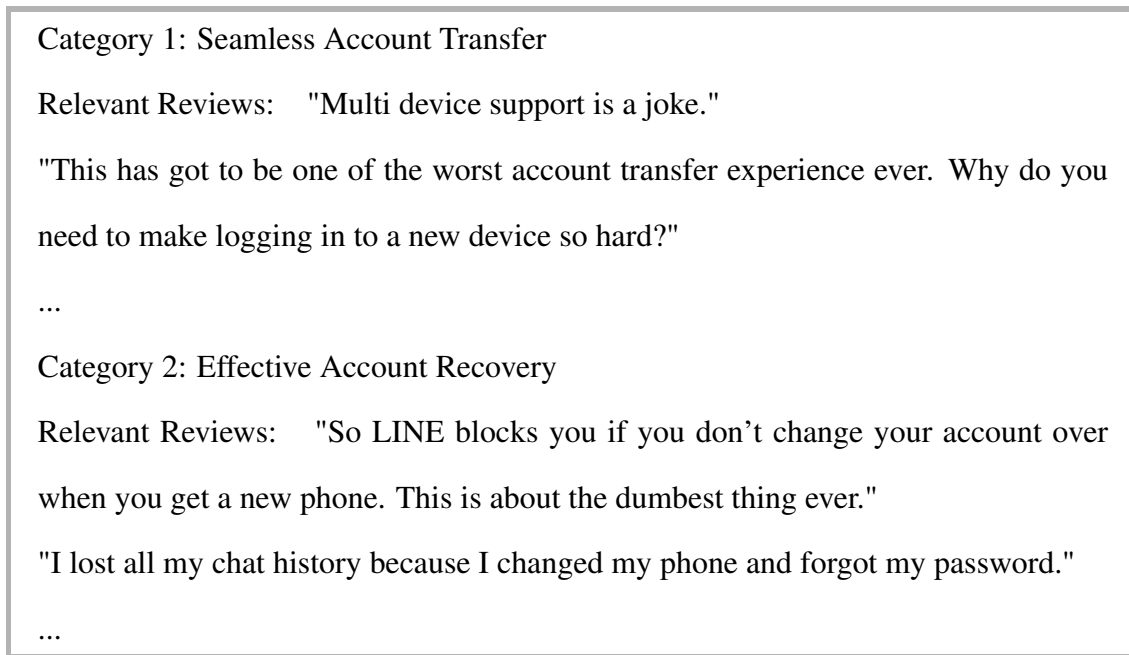 Category 1: Seamless Account Transfer
Relevant Reviews: "Multi device support is a joke."
"This has got to be one of the worst account transfer experience ever. Why do you
need to make logging in to a new device so hard?"
...
Category 2: Effective Account Recovery
Relevant Reviews: "So LINE blocks you if you don’t change your account over
when you get a new phone. This is about the dumbest thing ever."
"I lost all my chat history because I changed my phone and forgot my password."
...